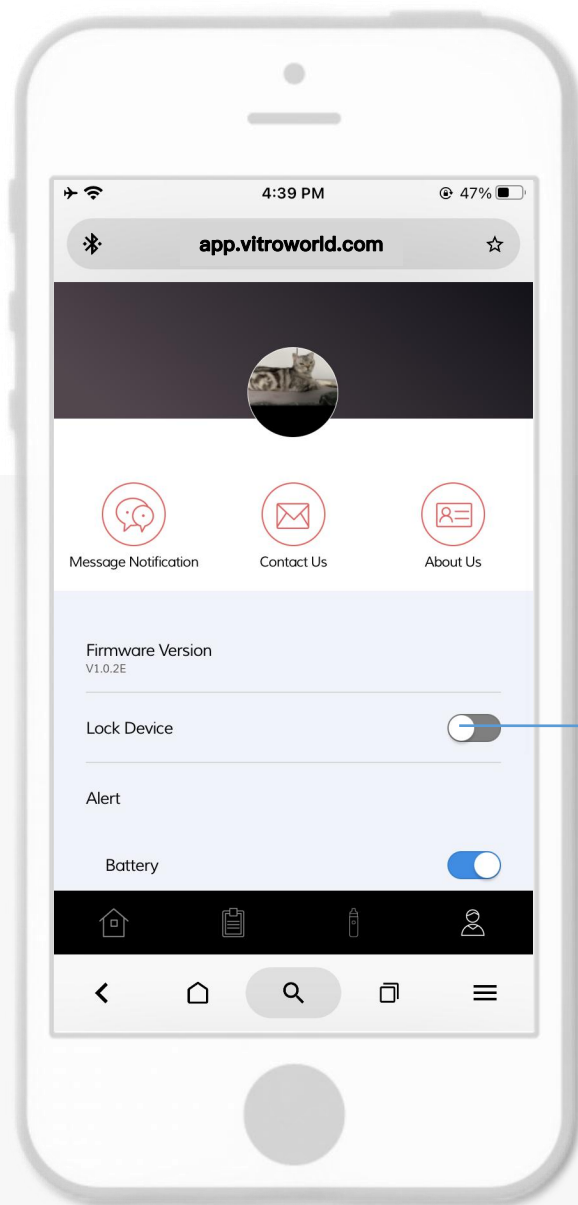 4:39 PM
47%
app.vitroworld.com
Message Notification
Contact Us
About Us
Firmware Version
V1.0.2E
Lock Device
Alert
Battery